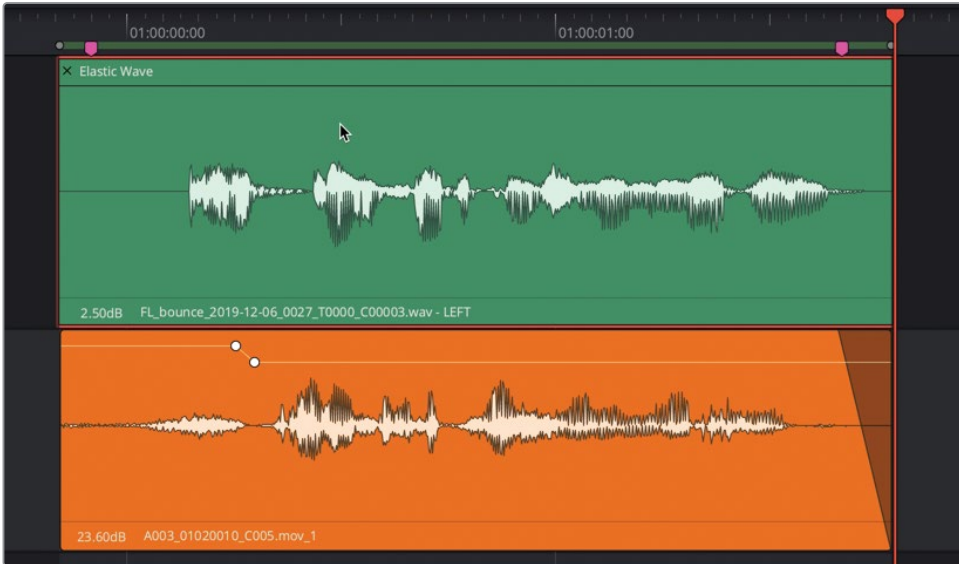 01:00:00:00 01:00:01:00
× Elastic Wave
2.50dB FL_bounce_2019-12-06_0027_T0000_C00003.wav - LEFT
23.60dB A003_01020010_C005.mov_1